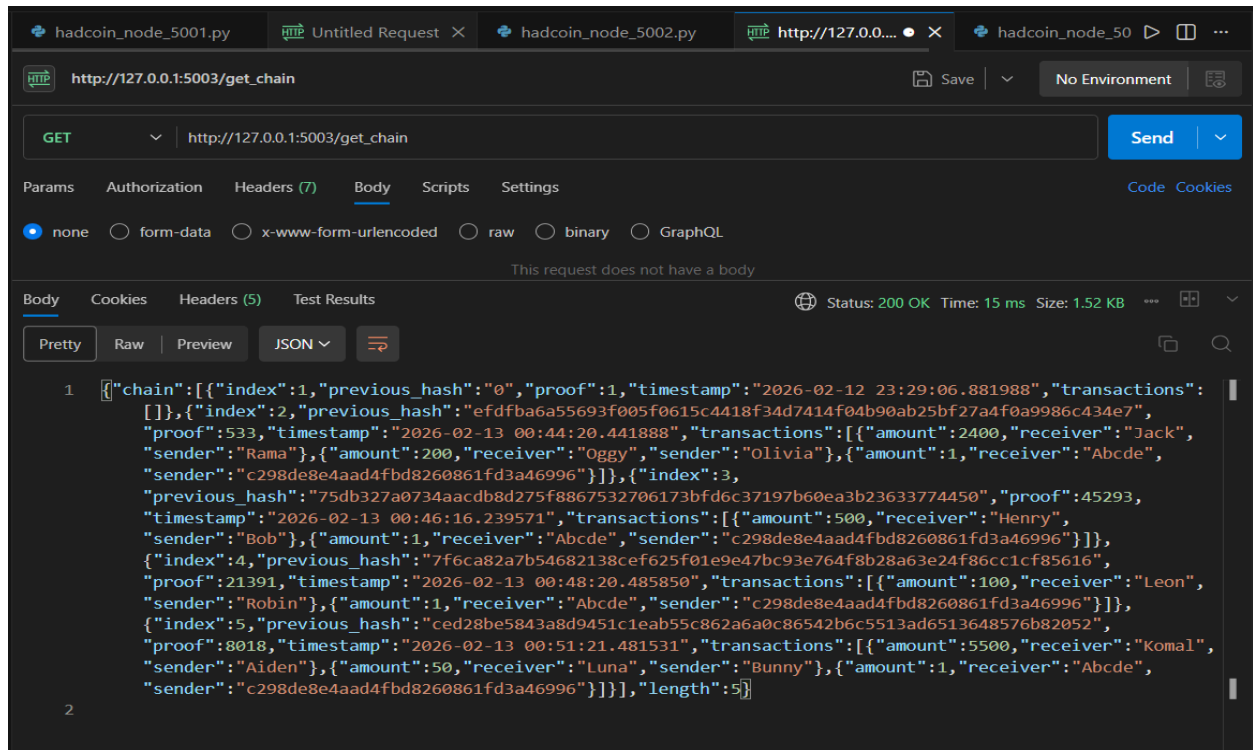 hadcoin_node_5001.py HTTP Untitled Request hadcoin_node_5002.py HTTP http://127.0.0.... hadcoin_node_50 ...
HTTP http://127.0.0.1:5003/get_chain Save No Environment
GET http://127.0.0.1:5003/get_chain Send
Params Authorization Headers (7) Body Scripts Settings Code Cookies
none form-data x-www-form-urlencoded raw binary GraphQL
This request does not have a body
Body Cookies Headers (5) Test Results Status: 200 OK Time: 15 ms Size: 1.52 KB
Pretty Raw Preview JSON
1 {"chain":[{"index":1,"previous_hash":"0","proof":1,"timestamp":"2026-02-12 23:29:06.881988","transactions":
[]},{"index":2,"previous_hash":"efdfba6a55693f005f0615c4418f34d7414f04b90ab25bf27a4f0a9986c434e7",
"proof":533,"timestamp":"2026-02-13 00:44:20.441888","transactions":[{"amount":2400,"receiver":"Jack",
"sender":"Rama"},{"amount":200,"receiver":"Oggy","sender":"Olivia"},{"amount":1,"receiver":"Abcde",
"sender":"c298de8e4aad4fbd8260861fd3a46996"}]},{"index":3,
"previous_hash":"75db327a0734aacdb8d275f8867532706173bfd6c37197b60ea3b23633774450","proof":45293,
"timestamp":"2026-02-13 00:46:16.239571","transactions":[{"amount":500,"receiver":"Henry",
"sender":"Bob"},{"amount":1,"receiver":"Abcde","sender":"c298de8e4aad4fbd8260861fd3a46996"}]},
{"index":4,"previous_hash":"7f6ca82a7b54682138cef625f01e9e47bc93e764f8b28a63e24f86cc1cf85616",
"proof":21391,"timestamp":"2026-02-13 00:48:20.485850","transactions":[{"amount":100,"receiver":"Leon",
"sender":"Robin"},{"amount":1,"receiver":"Abcde","sender":"c298de8e4aad4fbd8260861fd3a46996"}]},
{"index":5,"previous_hash":"ced28be5843a8d9451c1eab55c862a6a0c86542b6c5513ad6513648576b82052",
"proof":8018,"timestamp":"2026-02-13 00:51:21.481531","transactions":[{"amount":5500,"receiver":"Komal",
"sender":"Aiden"},{"amount":50,"receiver":"Luna","sender":"Bunny"},{"amount":1,"receiver":"Abcde",
"sender":"c298de8e4aad4fbd8260861fd3a46996"}]}],"length":5}
2